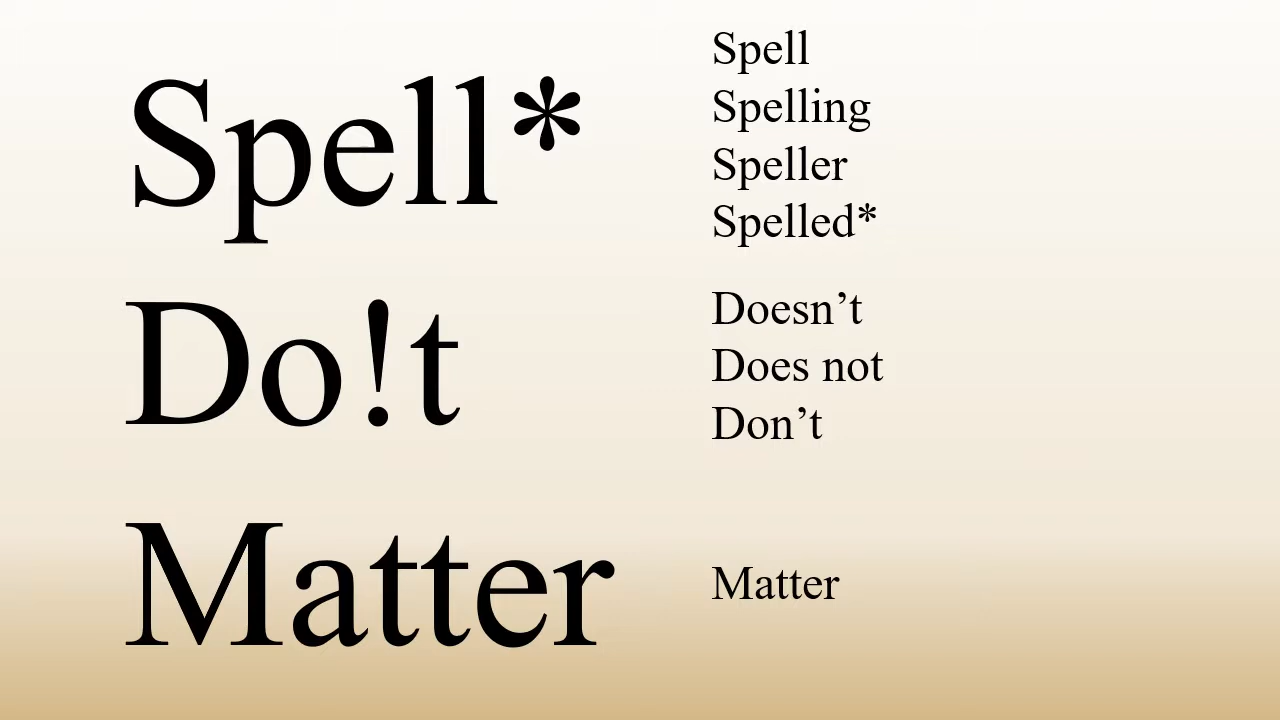 Spell*
Spell
Spelling
Speller
Spelled*
Do!t
Doesn’t
Does not
Don’t
Matter
Matter